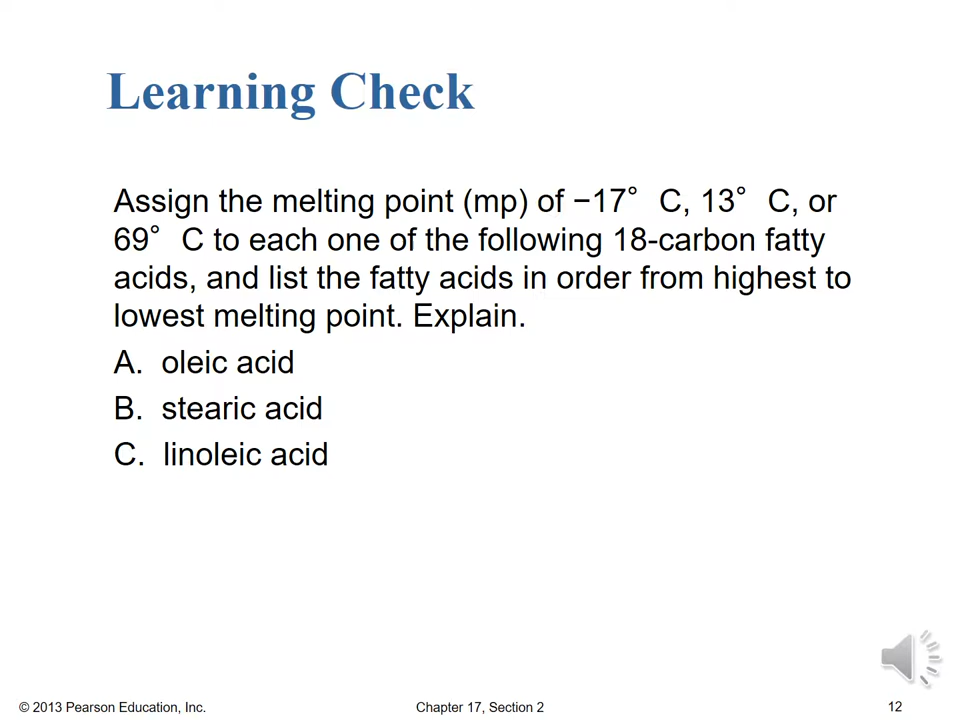 Learning Check
Assign the melting point (mp) of −17° C, 13° C, or
69° C to each one of the following 18-carbon fatty
acids, and list the fatty acids in order from highest to
lowest melting point. Explain.
A. oleic acid
B. stearic acid
C. linoleic acid
© 2013 Pearson Education, Inc. Chapter 17, Section 2 12